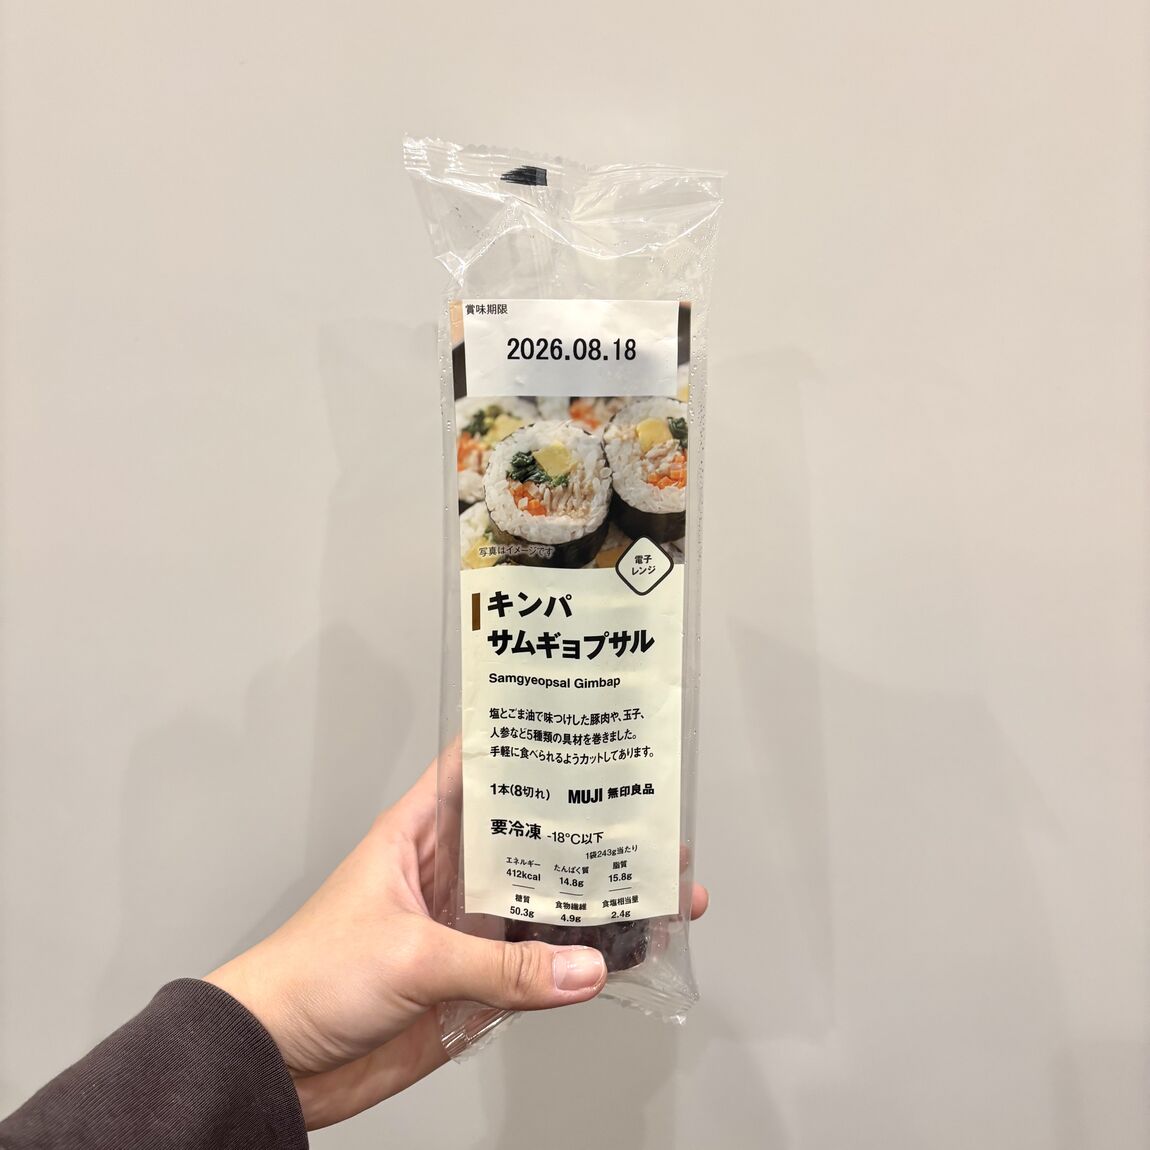 賞味期限
2026.08.18
写真はイメージです
電子
レンジ
キンパ
サムギョプサル
Samgyeopsal Gimbap
塩とごま油で味つけした豚肉や、玉子、
人参など5種類の具材を巻きました。
手軽に食べられるようカットしてあります。
1本(8切れ) MUJI 無印良品
要冷凍 -18℃以下
1袋243g当たり
エネルギー たんぱく質 脂質
412kcal 14.8g 15.8g
糖質 食物繊維 食塩相当量
50.3g 4.9g 2.4g